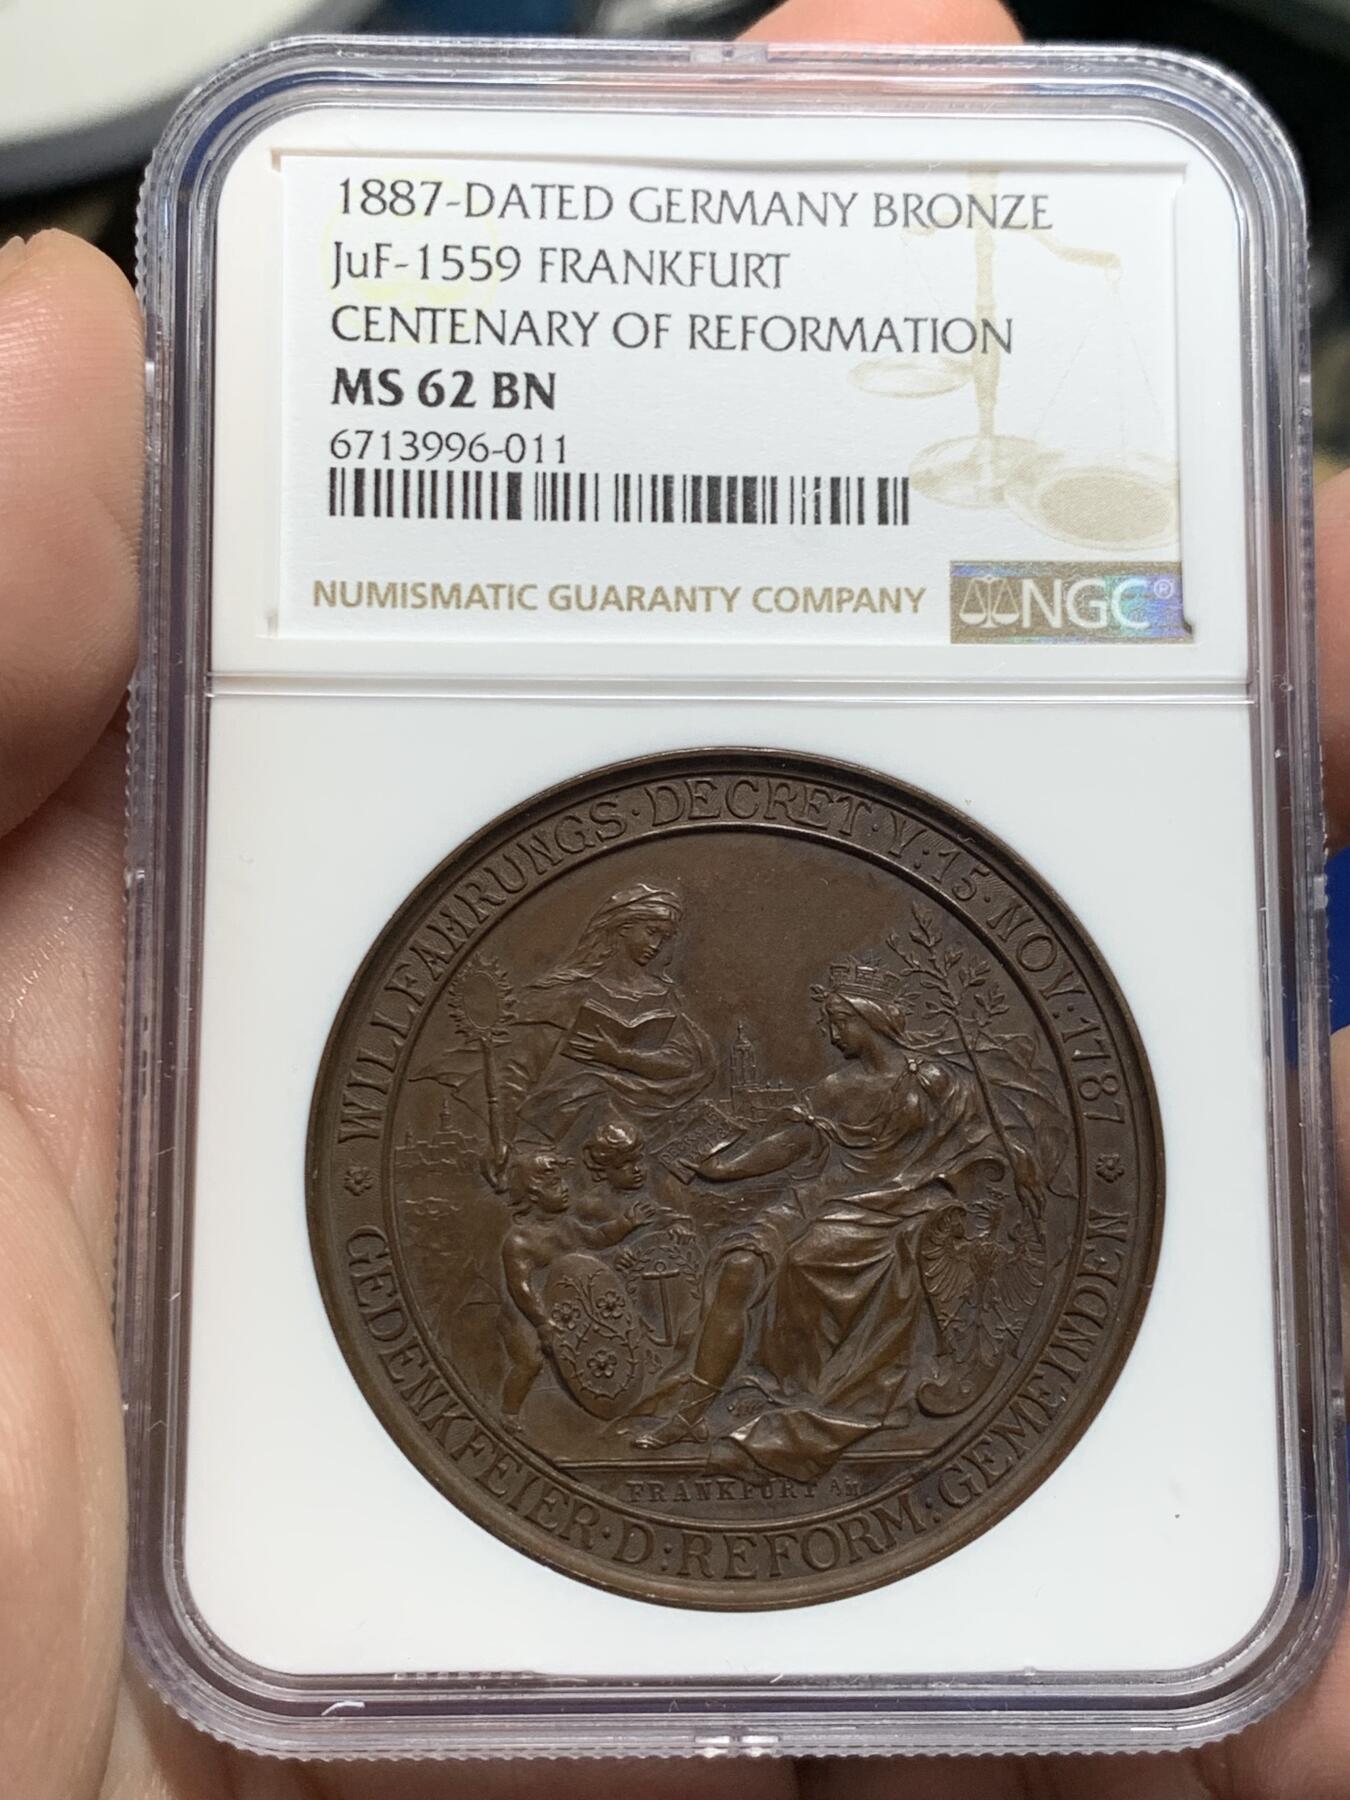 1887-DATED GERMANY BRONZE
JuF-1559 FRANKFURT
CENTENARY OF REFORMATION
MS 62 BN
6713996-011
NUMISMATIC GUARANTY COMPANY
NGC®
WILLFAHRUNGS·DECRET·V:15·NOV:1787
GEDENKFEIER·D:REFORM:GEMEINDEN
FRANKFURT AM